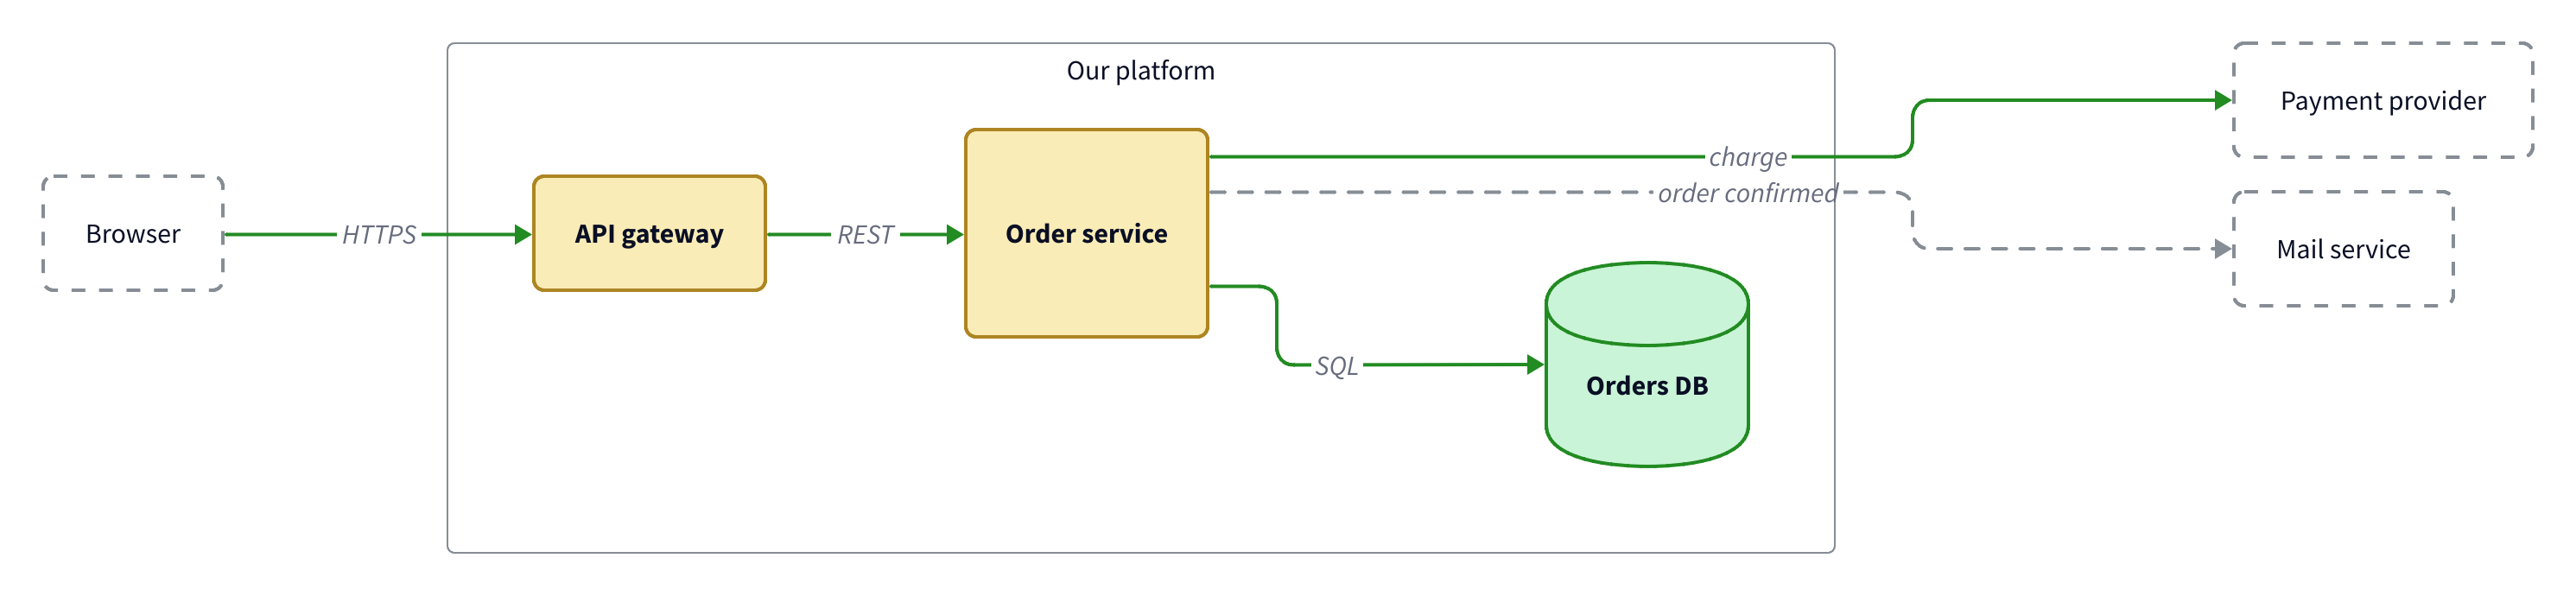 Our platform
Payment provider
charge
order confirmed
Browser
HTTPS
API gateway
REST
Order service
Mail service
SQL
Orders DB